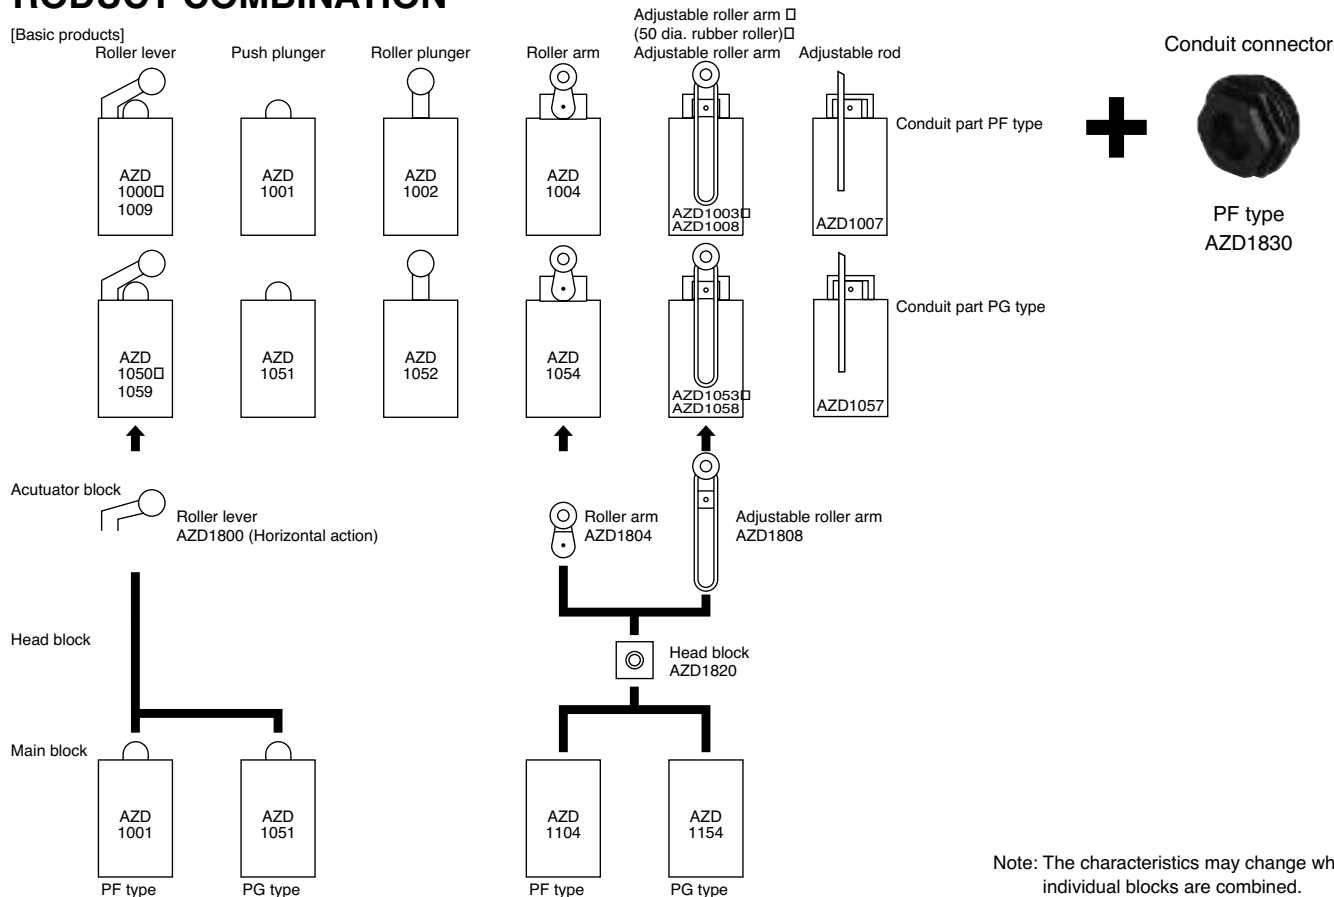 RODUCT COMBINATION
[Basic products]
Roller lever
Push plunger
Roller plunger
Roller arm
Adjustable roller arm □
(50 dia. rubber roller)□
Adjustable roller arm
Adjustable rod
Conduit connector
AZD
1000□
1009
AZD
1001
AZD
1002
AZD
1004
AZD1003□
AZD1008
AZD1007
Conduit part PF type
PF type
AZD1830
AZD
1050□
1059
AZD
1051
AZD
1052
AZD
1054
AZD1053□
AZD1058
AZD1057
Conduit part PG type
Acutuator block
Roller lever
AZD1800 (Horizontal action)
Roller arm
AZD1804
Adjustable roller arm
AZD1808
Head block
Head block
AZD1820
Main block
AZD
1001
PF type
AZD
1051
PG type
AZD
1104
PF type
AZD
1154
PG type
Note: The characteristics may change wh
individual blocks are combined.